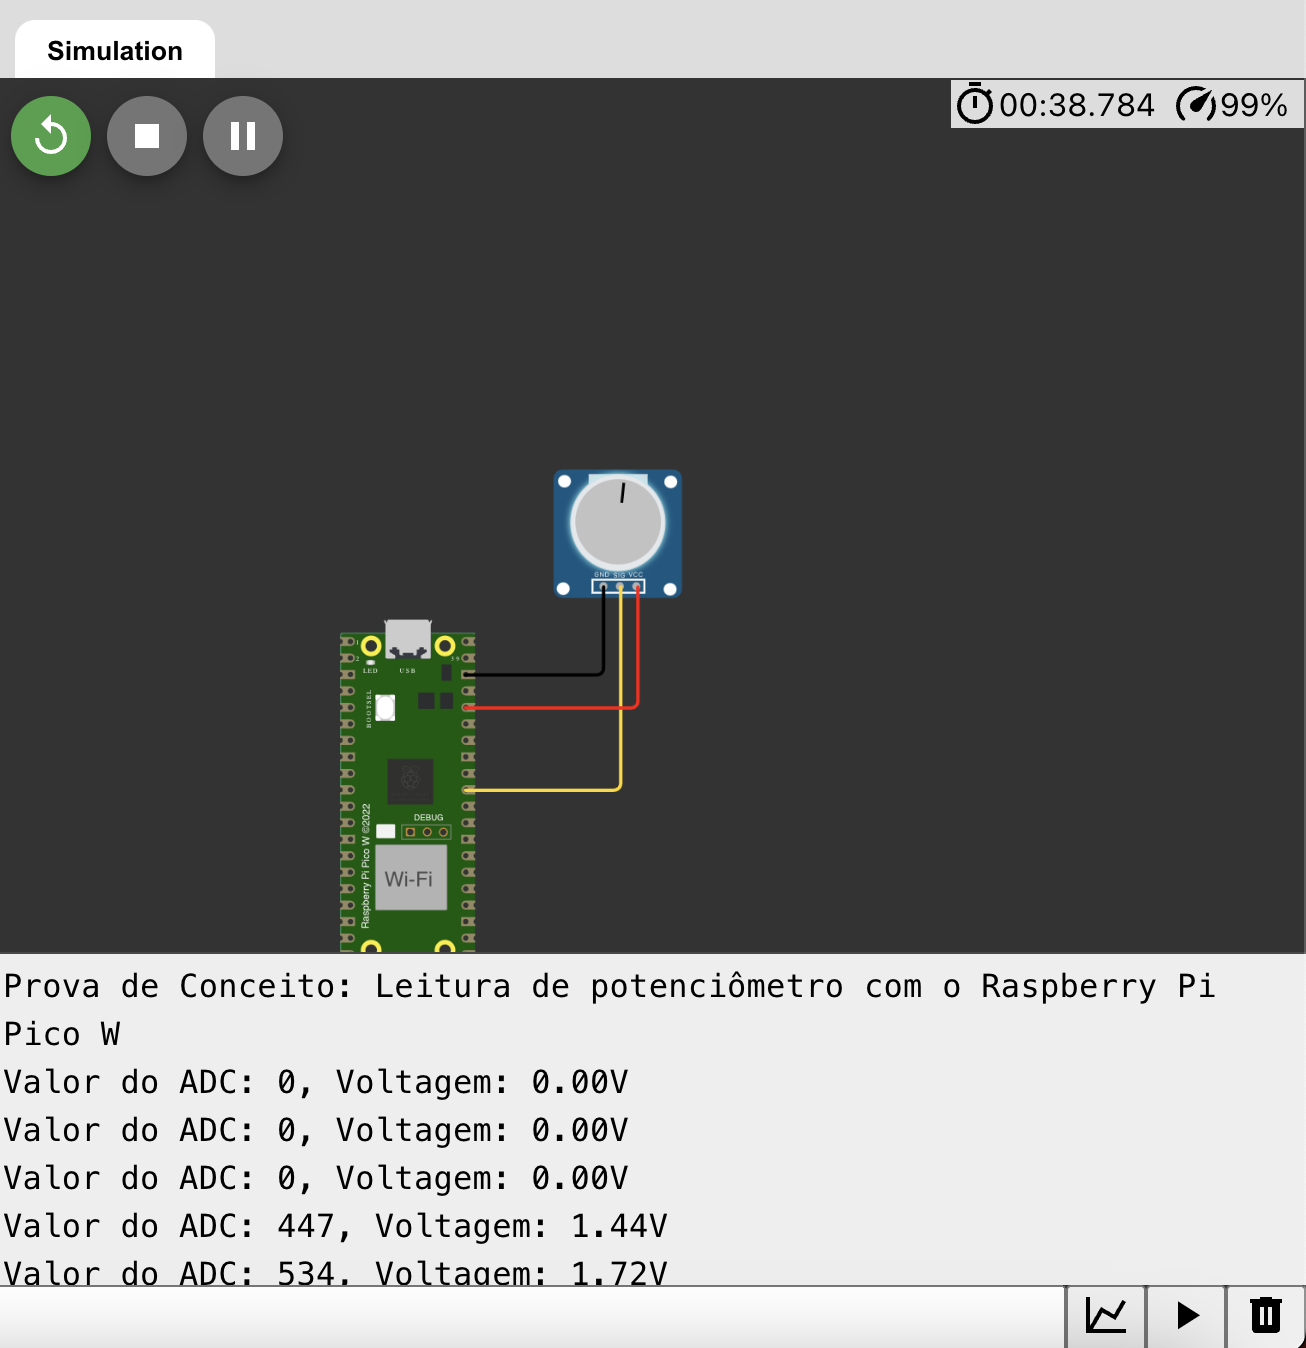 Simulation
00:38.784 99%
GND SIG VCC
1
2
39
LED USB
BOOTSEL
DEBUG
Raspberry Pi Pico W ©2022
Wi-Fi
Prova de Conceito: Leitura de potenciômetro com o Raspberry Pi
Pico W
Valor do ADC: 0, Voltagem: 0.00V
Valor do ADC: 0, Voltagem: 0.00V
Valor do ADC: 0, Voltagem: 0.00V
Valor do ADC: 447, Voltagem: 1.44V
Valor do ADC: 534, Voltagem: 1.72V